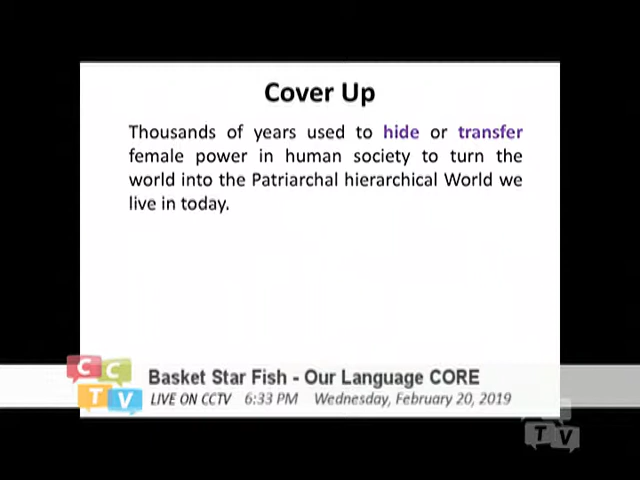 Cover Up
Thousands of years used to hide or transfer
female power in human society to turn the
world into the Patriarchal hierarchical World we
live in today.
CC
TV
Basket Star Fish - Our Language CORE
LIVE ON CCTV 6:33 PM Wednesday, February 20, 2019
TV